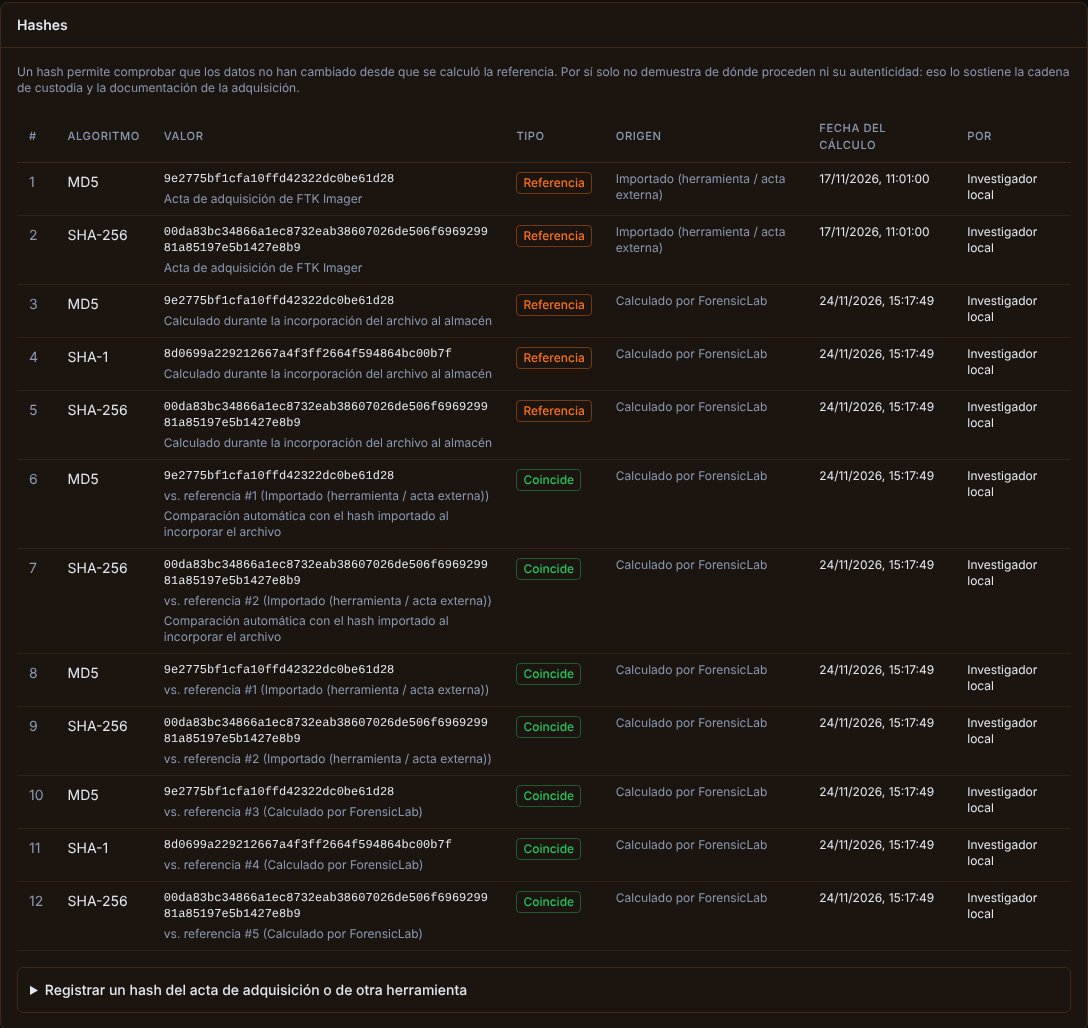 Hashes
Un hash permite comprobar que los datos no han cambiado desde que se calculó la referencia. Por sí solo no demuestra de dónde proceden ni su autenticidad: eso lo sostiene la cadena
de custodia y la documentación de la adquisición.
# ALGORITMO VALOR TIPO ORIGEN FECHA DEL CÁLCULO POR
1 MD5 9e2775bf1cfa10ffd42322dc0be61d28 Referencia Importado (herramienta / acta externa) 17/11/2026, 11:01:00 Investigador local
Acta de adquisición de FTK Imager
2 SHA-256 00da83bc34866a1ec8732eab38607026de506f6969299 Referencia Importado (herramienta / acta externa) 17/11/2026, 11:01:00 Investigador local
81a85197e5b1427e8b9
Acta de adquisición de FTK Imager
3 MD5 9e2775bf1cfa10ffd42322dc0be61d28 Referencia Calculado por ForensicLab 24/11/2026, 15:17:49 Investigador local
Calculado durante la incorporación del archivo al almacén
4 SHA-1 8d0699a229212667a4f3ff2664f594864bc00b7f Referencia Calculado por ForensicLab 24/11/2026, 15:17:49 Investigador local
Calculado durante la incorporación del archivo al almacén
5 SHA-256 00da83bc34866a1ec8732eab38607026de506f6969299 Referencia Calculado por ForensicLab 24/11/2026, 15:17:49 Investigador local
81a85197e5b1427e8b9
Calculado durante la incorporación del archivo al almacén
6 MD5 9e2775bf1cfa10ffd42322dc0be61d28 Coincide Calculado por ForensicLab 24/11/2026, 15:17:49 Investigador local
vs. referencia #1 (Importado (herramienta / acta externa))
Comparación automática con el hash importado al
incorporar el archivo
7 SHA-256 00da83bc34866a1ec8732eab38607026de506f6969299 Coincide Calculado por ForensicLab 24/11/2026, 15:17:49 Investigador local
81a85197e5b1427e8b9
vs. referencia #2 (Importado (herramienta / acta externa))
Comparación automática con el hash importado al
incorporar el archivo
8 MD5 9e2775bf1cfa10ffd42322dc0be61d28 Coincide Calculado por ForensicLab 24/11/2026, 15:17:49 Investigador local
vs. referencia #1 (Importado (herramienta / acta externa))
9 SHA-256 00da83bc34866a1ec8732eab38607026de506f6969299 Coincide Calculado por ForensicLab 24/11/2026, 15:17:49 Investigador local
81a85197e5b1427e8b9
vs. referencia #2 (Importado (herramienta / acta externa))
10 MD5 9e2775bf1cfa10ffd42322dc0be61d28 Coincide Calculado por ForensicLab 24/11/2026, 15:17:49 Investigador local
vs. referencia #3 (Calculado por ForensicLab)
11 SHA-1 8d0699a229212667a4f3ff2664f594864bc00b7f Coincide Calculado por ForensicLab 24/11/2026, 15:17:49 Investigador local
vs. referencia #4 (Calculado por ForensicLab)
12 SHA-256 00da83bc34866a1ec8732eab38607026de506f6969299 Coincide Calculado por ForensicLab 24/11/2026, 15:17:49 Investigador local
81a85197e5b1427e8b9
vs. referencia #5 (Calculado por ForensicLab)
▶ Registrar un hash del acta de adquisición o de otra herramienta